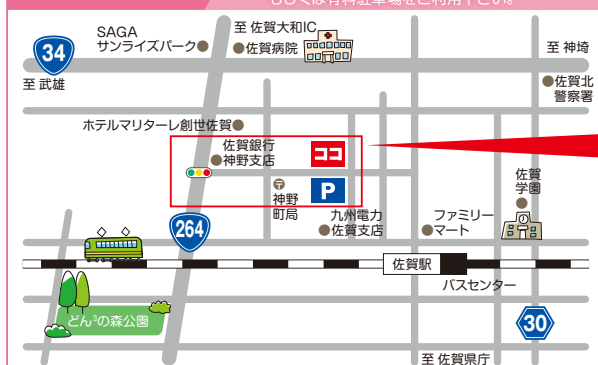 もしくは有料駐車場をご利用下さい。
SAGA
サンライズパーク
至 佐賀大和IC
佐賀病院
34
至 神埼
至 武雄
佐賀北
警察署
ホテルマリターレ創世佐賀
佐賀銀行
神野支店
ココ
佐賀
学園
〒
神野
町局
P
264
九州電力
佐賀支店
ファミリー
マート
佐賀駅
バスセンター
どん³の森公園
30
至 佐賀県庁